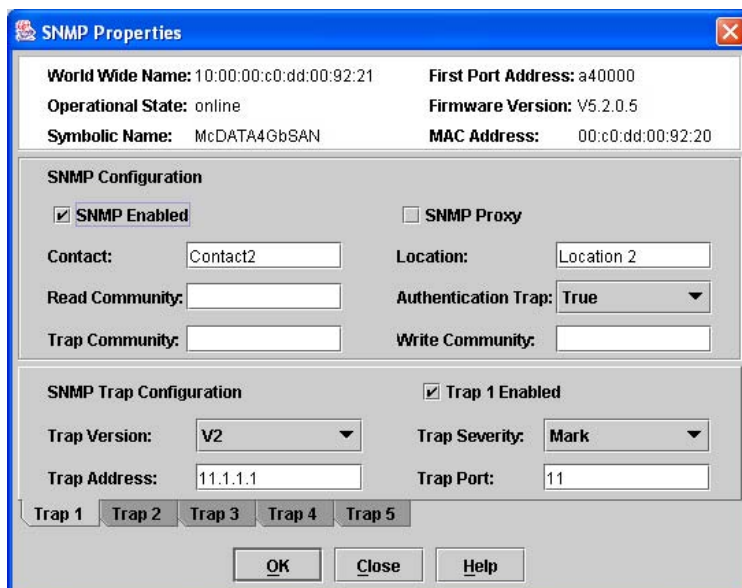 SNMP Properties
World Wide Name: 10:00:00:c0:dd:00:92:21 First Port Address: a40000
Operational State: online Firmware Version: V5.2.0.5
Symbolic Name: McDATA4GbSAN MAC Address: 00:c0:dd:00:92:20
SNMP Configuration
SNMP Enabled SNMP Proxy
Contact: Contact2 Location: Location 2
Read Community: Authentication Trap: True
Trap Community: Write Community:
SNMP Trap Configuration Trap 1 Enabled
Trap Version: V2 Trap Severity: Mark
Trap Address: 11.1.1.1 Trap Port: 11
Trap 1 Trap 2 Trap 3 Trap 4 Trap 5
OK Close Help